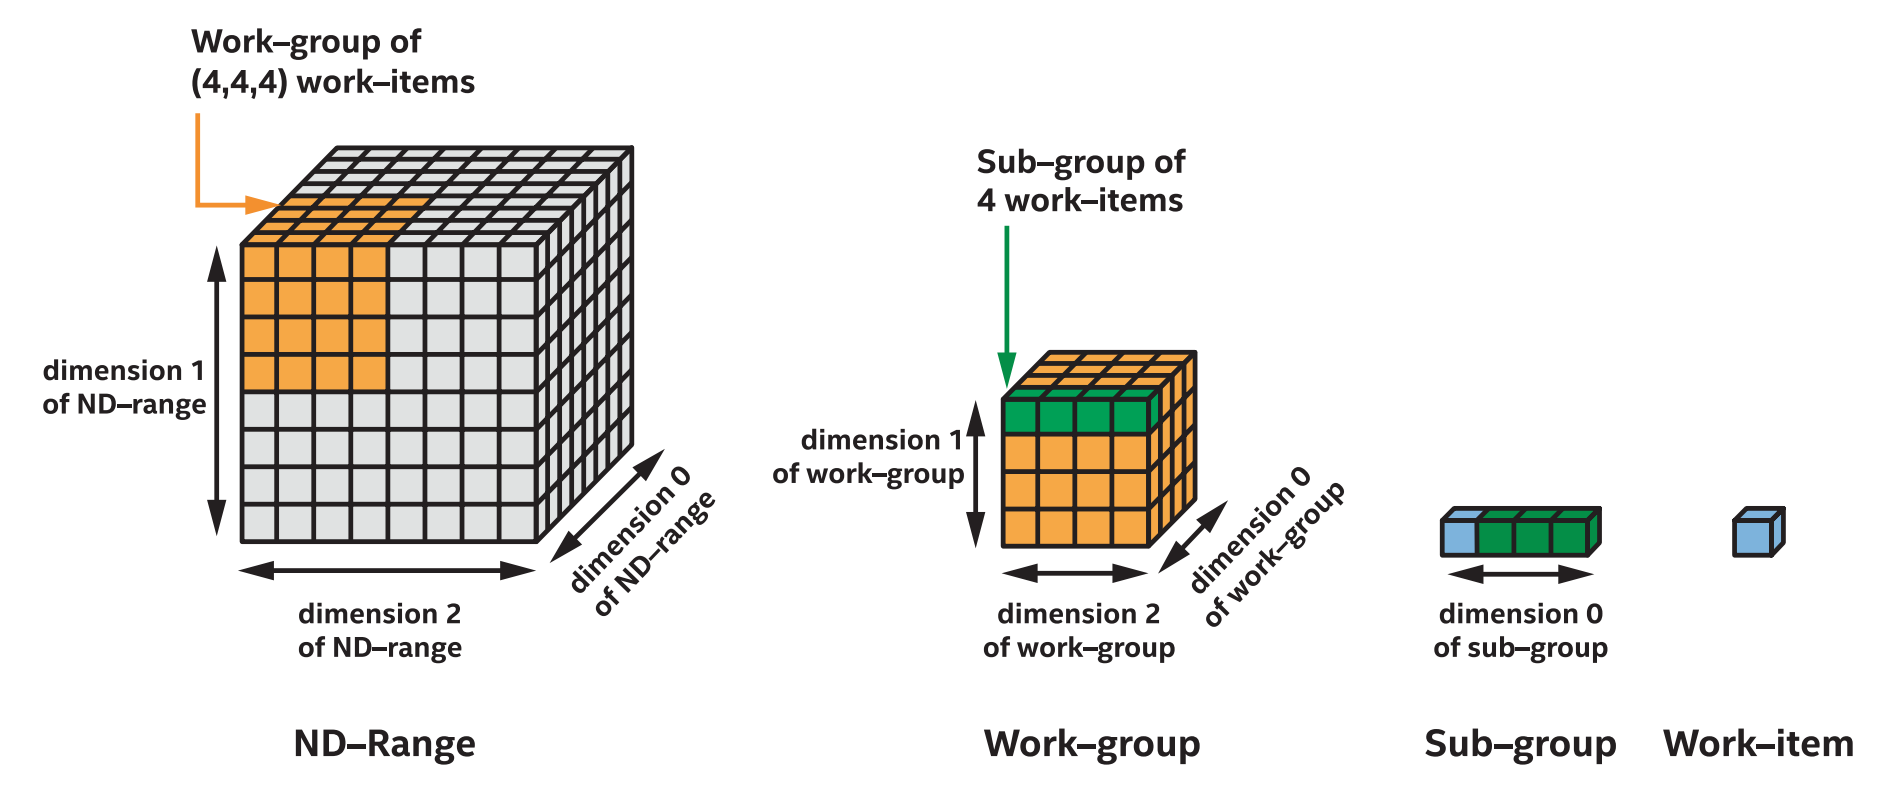 Work–group of
(4,4,4) work–items
dimension 1
of ND–range
dimension 2
of ND–range
dimension 0
of ND–range
ND–Range
Sub–group of
4 work–items
dimension 1
of work–group
dimension 2
of work–group
dimension 0
of work–group
Work–group
dimension 0
of sub–group
Sub–group
Work–item